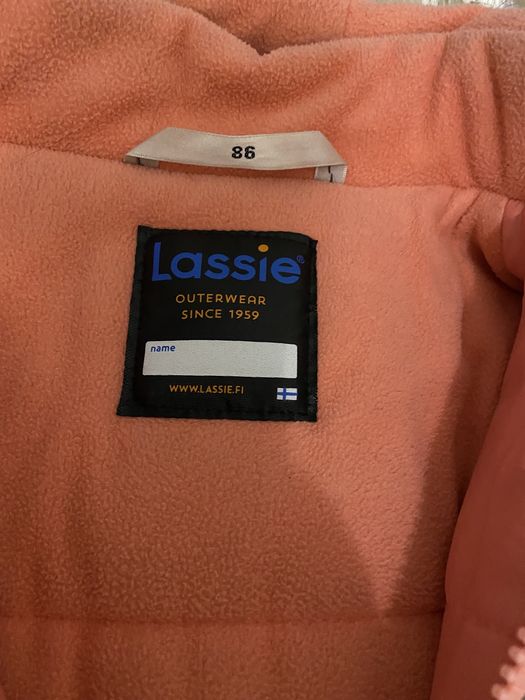 86
Lassie®
OUTERWEAR
SINCE 1959
name
WWW.LASSIE.FI